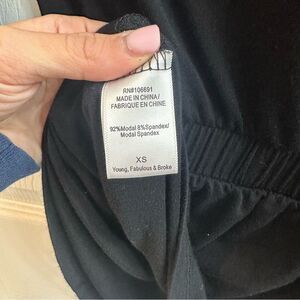 RN#106691
MADE IN CHINA/
FABRIQUE EN CHINE
92%Modal 8%Spandex/
Modal Spandex
XS
Young, Fabulous & Broke